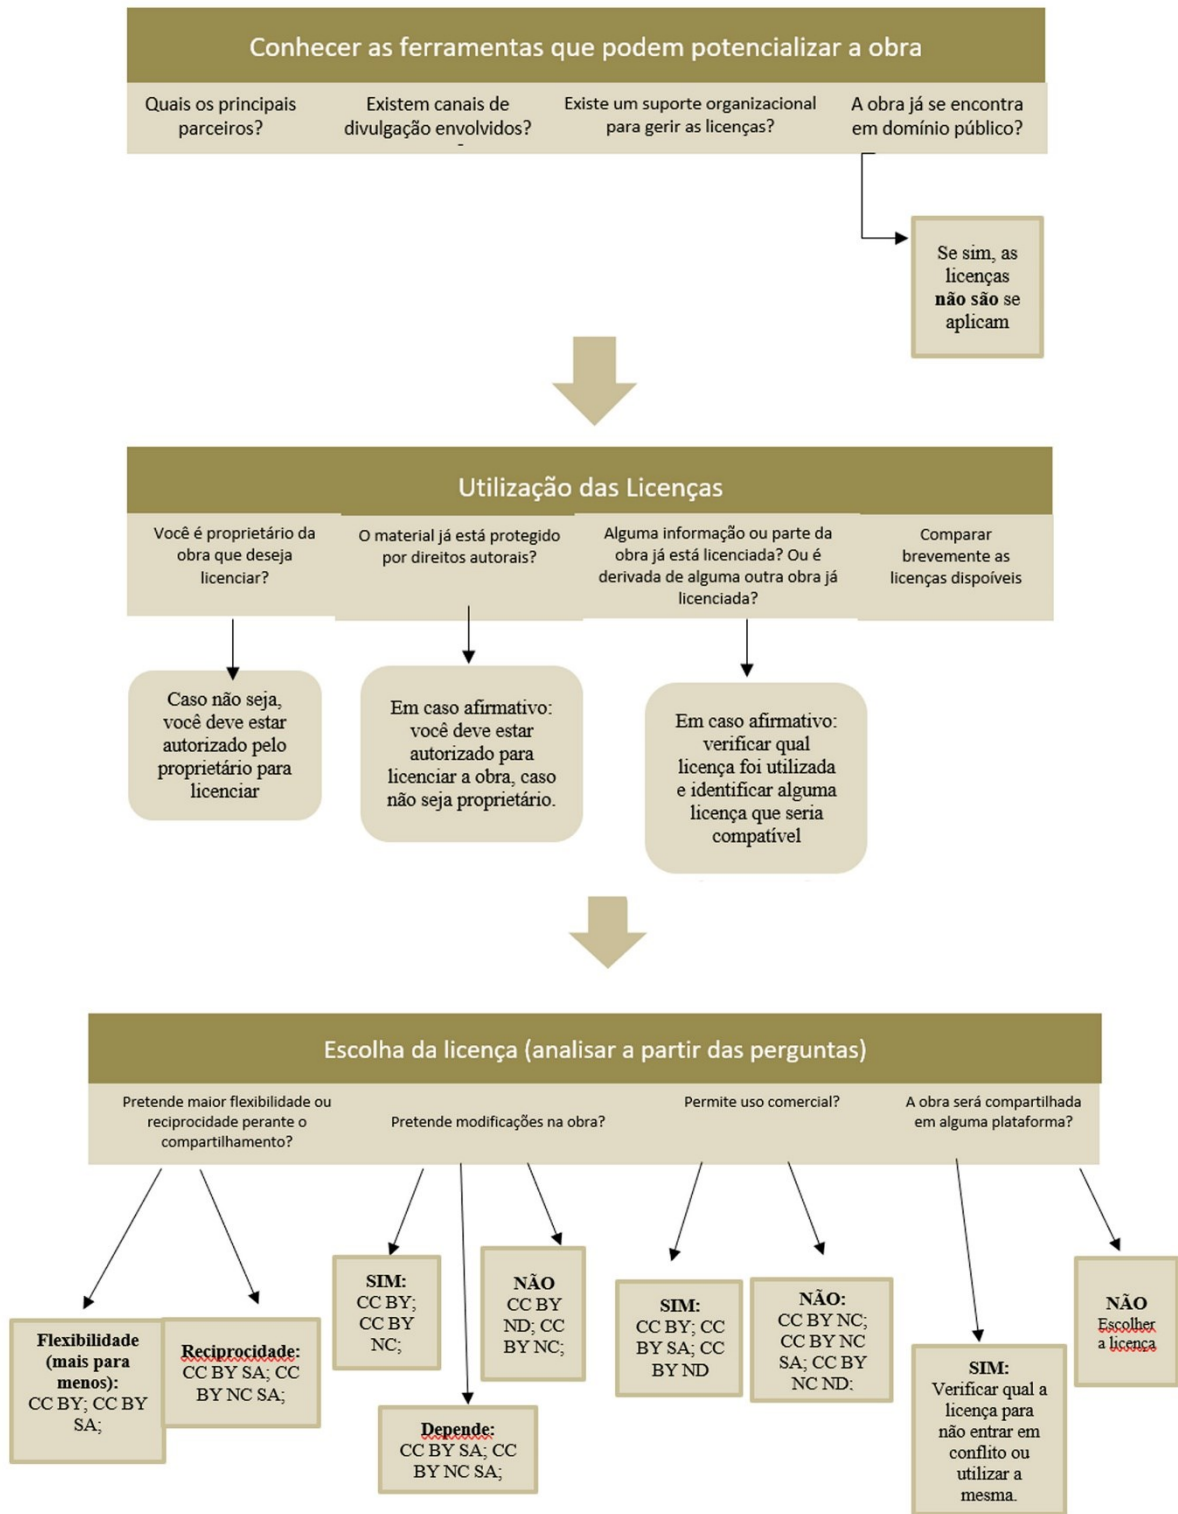 Conhecer as ferramentas que podem potencializar a obra
Quais os principais
parceiros?
Existem canais de
divulgação envolvidos?
Existe um suporte organizacional
para gerir as licenças?
A obra já se encontra
em domínio público?
Se sim, as
licenças
não são se
aplicam
Utilização das Licenças
Você é proprietário da
obra que deseja
licenciar?
O material já está protegido
por direitos autorais?
Alguma informação ou parte da
obra já está licenciada? Ou é
derivada de alguma outra obra já
licenciada?
Comparar
brevemente as
licenças dispoíveis
Caso não seja,
você deve estar
autorizado pelo
proprietário para
licenciar
Em caso afirmativo:
você deve estar
autorizado para
licenciar a obra, caso
não seja proprietário.
Em caso afirmativo:
verificar qual
licença foi utilizada
e identificar alguma
licença que seria
compatível
Escolha da licença (analisar a partir das perguntas)
Pretende maior flexibilidade ou
reciprocidade perante o
compartilhamento?
Pretende modificações na obra?
Permite uso comercial?
A obra será compartilhada
em alguma plataforma?
Flexibilidade
(mais para
menos):
CC BY; CC BY
SA;
Reciprocidade:
CC BY SA; CC
BY NC SA;
SIM:
CC BY;
CC BY
NC;
Depende:
CC BY SA; CC
BY NC SA;
NÃO
CC BY
ND; CC
BY NC;
SIM:
CC BY; CC
BY SA; CC
BY ND
NÃO:
CC BY NC;
CC BY NC
SA; CC BY
NC ND;
SIM:
Verificar qual a
licença para
não entrar em
conflito ou
utilizar a
mesma.
NÃO
Escolher
a licença